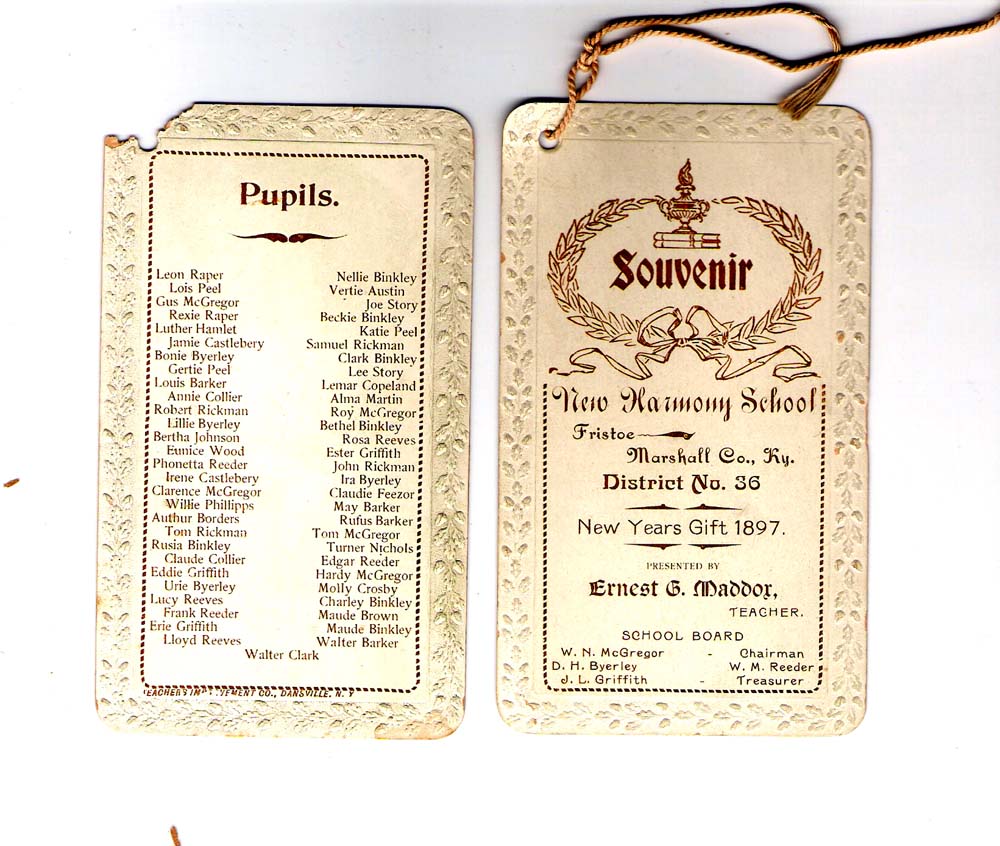 Pupils.
Leon Raper
Lois Peel
Gus McGregor
Rexie Raper
Luther Hamlet
Jamie Castlebery
Bonie Byerley
Gertie Peel
Louis Barker
Annie Collier
Robert Rickman
Lillie Byerley
Bertha Johnson
Eunice Wood
Phonetta Reeder
Irene Castlebery
Clarence McGregor
Willie Phillipps
Authur Borders
Tom Rickman
Rusia Binkley
Claude Collier
Eddie Griffith
Urie Byerley
Lucy Reeves
Frank Reeder
Erie Griffith
Lloyd Reeves
Nellie Binkley
Vertie Austin
Joe Story
Beckie Binkley
Katie Peel
Samuel Rickman
Clark Binkley
Lee Story
Lemar Copeland
Alma Martin
Roy McGregor
Bethel Binkley
Rosa Reeves
Ester Griffith
John Rickman
Ira Byerley
Claudie Feezor
May Barker
Rufus Barker
Tom McGregor
Turner Nichols
Edgar Reeder
Hardy McGregor
Molly Crosby
Charley Binkley
Maude Brown
Maude Binkley
Walter Barker
Walter Clark
CO., DANSVILLE, N. Y
Souvenir
New Harmony School
Fristoe
Marshall Co., Ky.
District No. 36
New Years Gift 1897.
PRESENTED BY
Ernest G. Maddox,
TEACHER.
SCHOOL BOARD
W. N. McGregor - Chairman
D. H. Byerley W. M. Reeder
J. L. Griffith - Treasurer